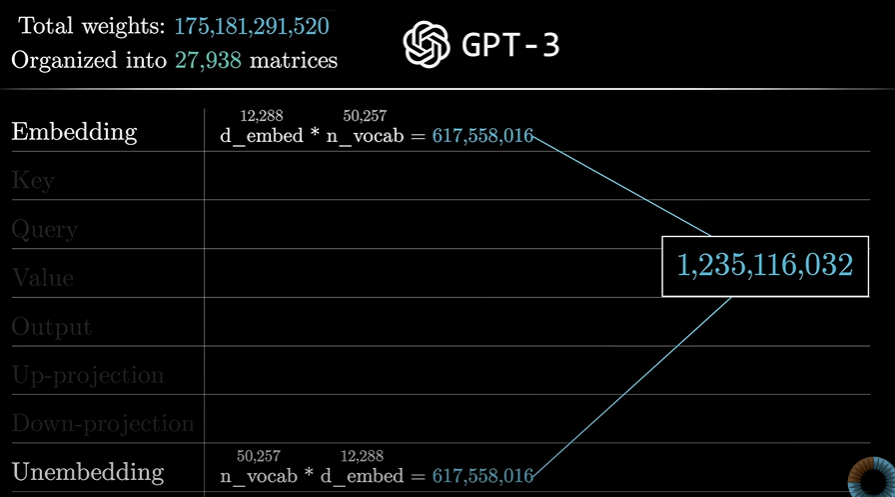 Total weights: 175,181,291,520
Organized into 27,938 matrices
GPT-3
Embedding
12,288 50,257
d_embed * n_vocab = 617,558,016
Key
Query
Value
1,235,116,032
Output
Up-projection
Down-projection
Unembedding
50,257 12,288
n_vocab * d_embed = 617,558,016